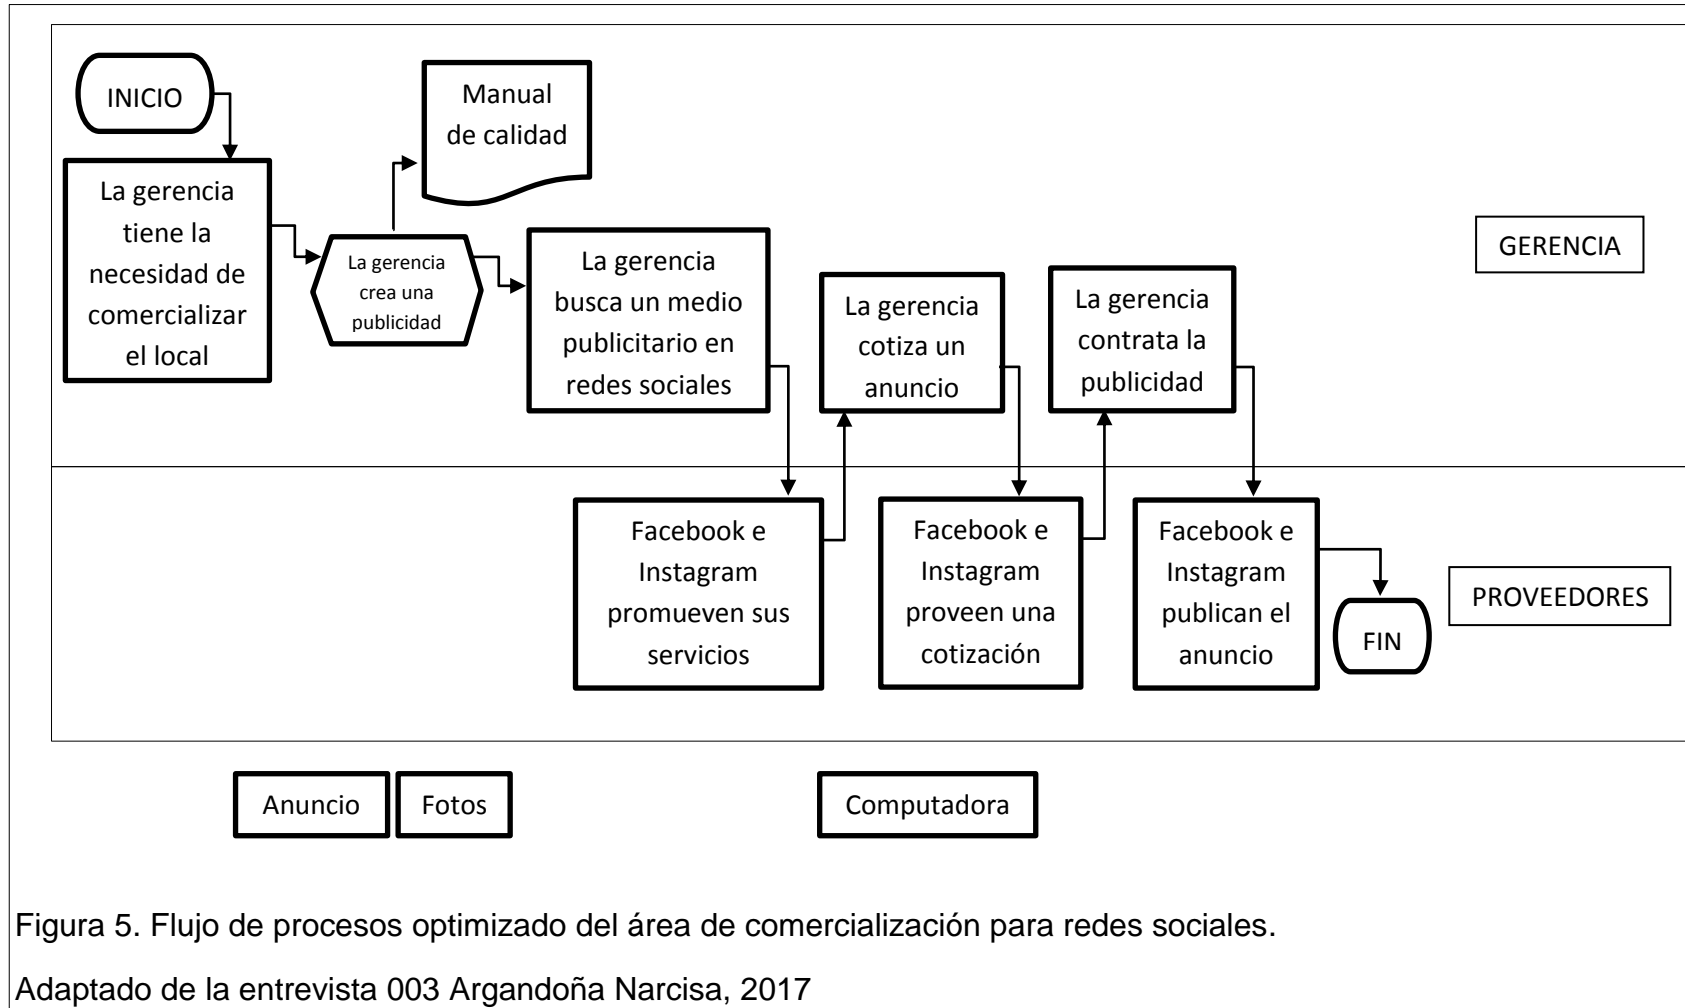 INICIO
Manual
de calidad
La gerencia
tiene la
necesidad de
comercializar
el local
La gerencia
crea una
publicidad
La gerencia
busca un medio
publicitario en
redes sociales
La gerencia
cotiza un
anuncio
La gerencia
contrata la
publicidad
GERENCIA
Facebook e
Instagram
promueven sus
servicios
Facebook e
Instagram
proveen una
cotización
Facebook e
Instagram
publican el
anuncio
FIN
PROVEEDORES
Anuncio
Fotos
Computadora
Figura 5. Flujo de procesos optimizado del área de comercialización para redes sociales.
Adaptado de la entrevista 003 Argandoña Narcisa, 2017